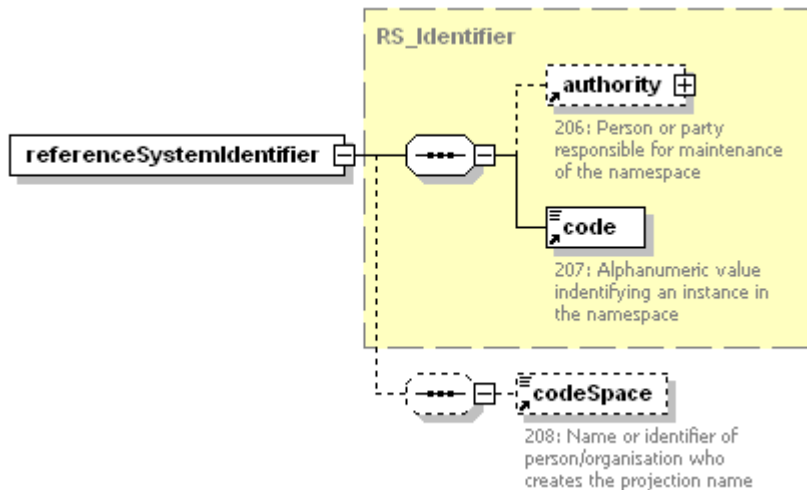 RS_Identifier
authority
206: Person or party
responsible for maintenance
of the namespace
referenceSystemIdentifier
code
207: Alphanumeric value
indentifying an instance in
the namespace
codeSpace
208: Name or identifier of
person/organisation who
creates the projection name